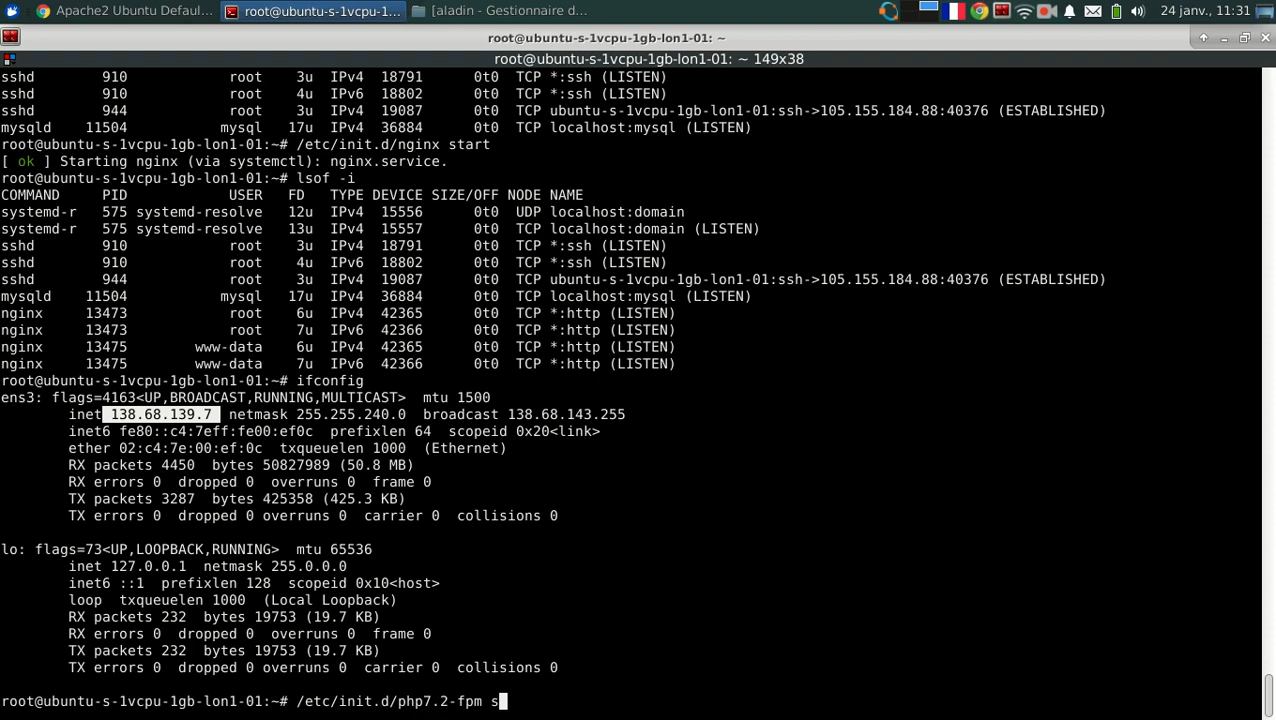 Apache2 Ubuntu Defaul...
root@ubuntu-s-1vcpu-1...
[aladin - Gestionnaire d...
24 janv., 11:31
root@ubuntu-s-1vcpu-1gb-lon1-01: ~
root@ubuntu-s-1vcpu-1gb-lon1-01: ~ 149x38
sshd 910 root 3u IPv4 18791 0t0 TCP *:ssh (LISTEN)
sshd 910 root 4u IPv6 18802 0t0 TCP *:ssh (LISTEN)
sshd 944 root 3u IPv4 19087 0t0 TCP ubuntu-s-1vcpu-1gb-lon1-01:ssh->105.155.184.88:40376 (ESTABLISHED)
mysqld 11504 mysql 17u IPv4 36884 0t0 TCP localhost:mysql (LISTEN)
root@ubuntu-s-1vcpu-1gb-lon1-01:~# /etc/init.d/nginx start
[ ok ] Starting nginx (via systemctl): nginx.service.
root@ubuntu-s-1vcpu-1gb-lon1-01:~# lsof -i
COMMAND PID USER FD TYPE DEVICE SIZE/OFF NODE NAME
systemd-r 575 systemd-resolve 12u IPv4 15556 0t0 UDP localhost:domain
systemd-r 575 systemd-resolve 13u IPv4 15557 0t0 TCP localhost:domain (LISTEN)
sshd 910 root 3u IPv4 18791 0t0 TCP *:ssh (LISTEN)
sshd 910 root 4u IPv6 18802 0t0 TCP *:ssh (LISTEN)
sshd 944 root 3u IPv4 19087 0t0 TCP ubuntu-s-1vcpu-1gb-lon1-01:ssh->105.155.184.88:40376 (ESTABLISHED)
mysqld 11504 mysql 17u IPv4 36884 0t0 TCP localhost:mysql (LISTEN)
nginx 13473 root 6u IPv4 42365 0t0 TCP *:http (LISTEN)
nginx 13473 root 7u IPv6 42366 0t0 TCP *:http (LISTEN)
nginx 13475 www-data 6u IPv4 42365 0t0 TCP *:http (LISTEN)
nginx 13475 www-data 7u IPv6 42366 0t0 TCP *:http (LISTEN)
root@ubuntu-s-1vcpu-1gb-lon1-01:~# ifconfig
ens3: flags=4163<UP,BROADCAST,RUNNING,MULTICAST> mtu 1500
inet 138.68.139.7 netmask 255.255.240.0 broadcast 138.68.143.255
inet6 fe80::c4:7eff:fe00:ef0c prefixlen 64 scopeid 0x20<link>
ether 02:c4:7e:00:ef:0c txqueuelen 1000 (Ethernet)
RX packets 4450 bytes 50827989 (50.8 MB)
RX errors 0 dropped 0 overruns 0 frame 0
TX packets 3287 bytes 425358 (425.3 KB)
TX errors 0 dropped 0 overruns 0 carrier 0 collisions 0
lo: flags=73<UP,LOOPBACK,RUNNING> mtu 65536
inet 127.0.0.1 netmask 255.0.0.0
inet6 ::1 prefixlen 128 scopeid 0x10<host>
loop txqueuelen 1000 (Local Loopback)
RX packets 232 bytes 19753 (19.7 KB)
RX errors 0 dropped 0 overruns 0 frame 0
TX packets 232 bytes 19753 (19.7 KB)
TX errors 0 dropped 0 overruns 0 carrier 0 collisions 0
root@ubuntu-s-1vcpu-1gb-lon1-01:~# /etc/init.d/php7.2-fpm s